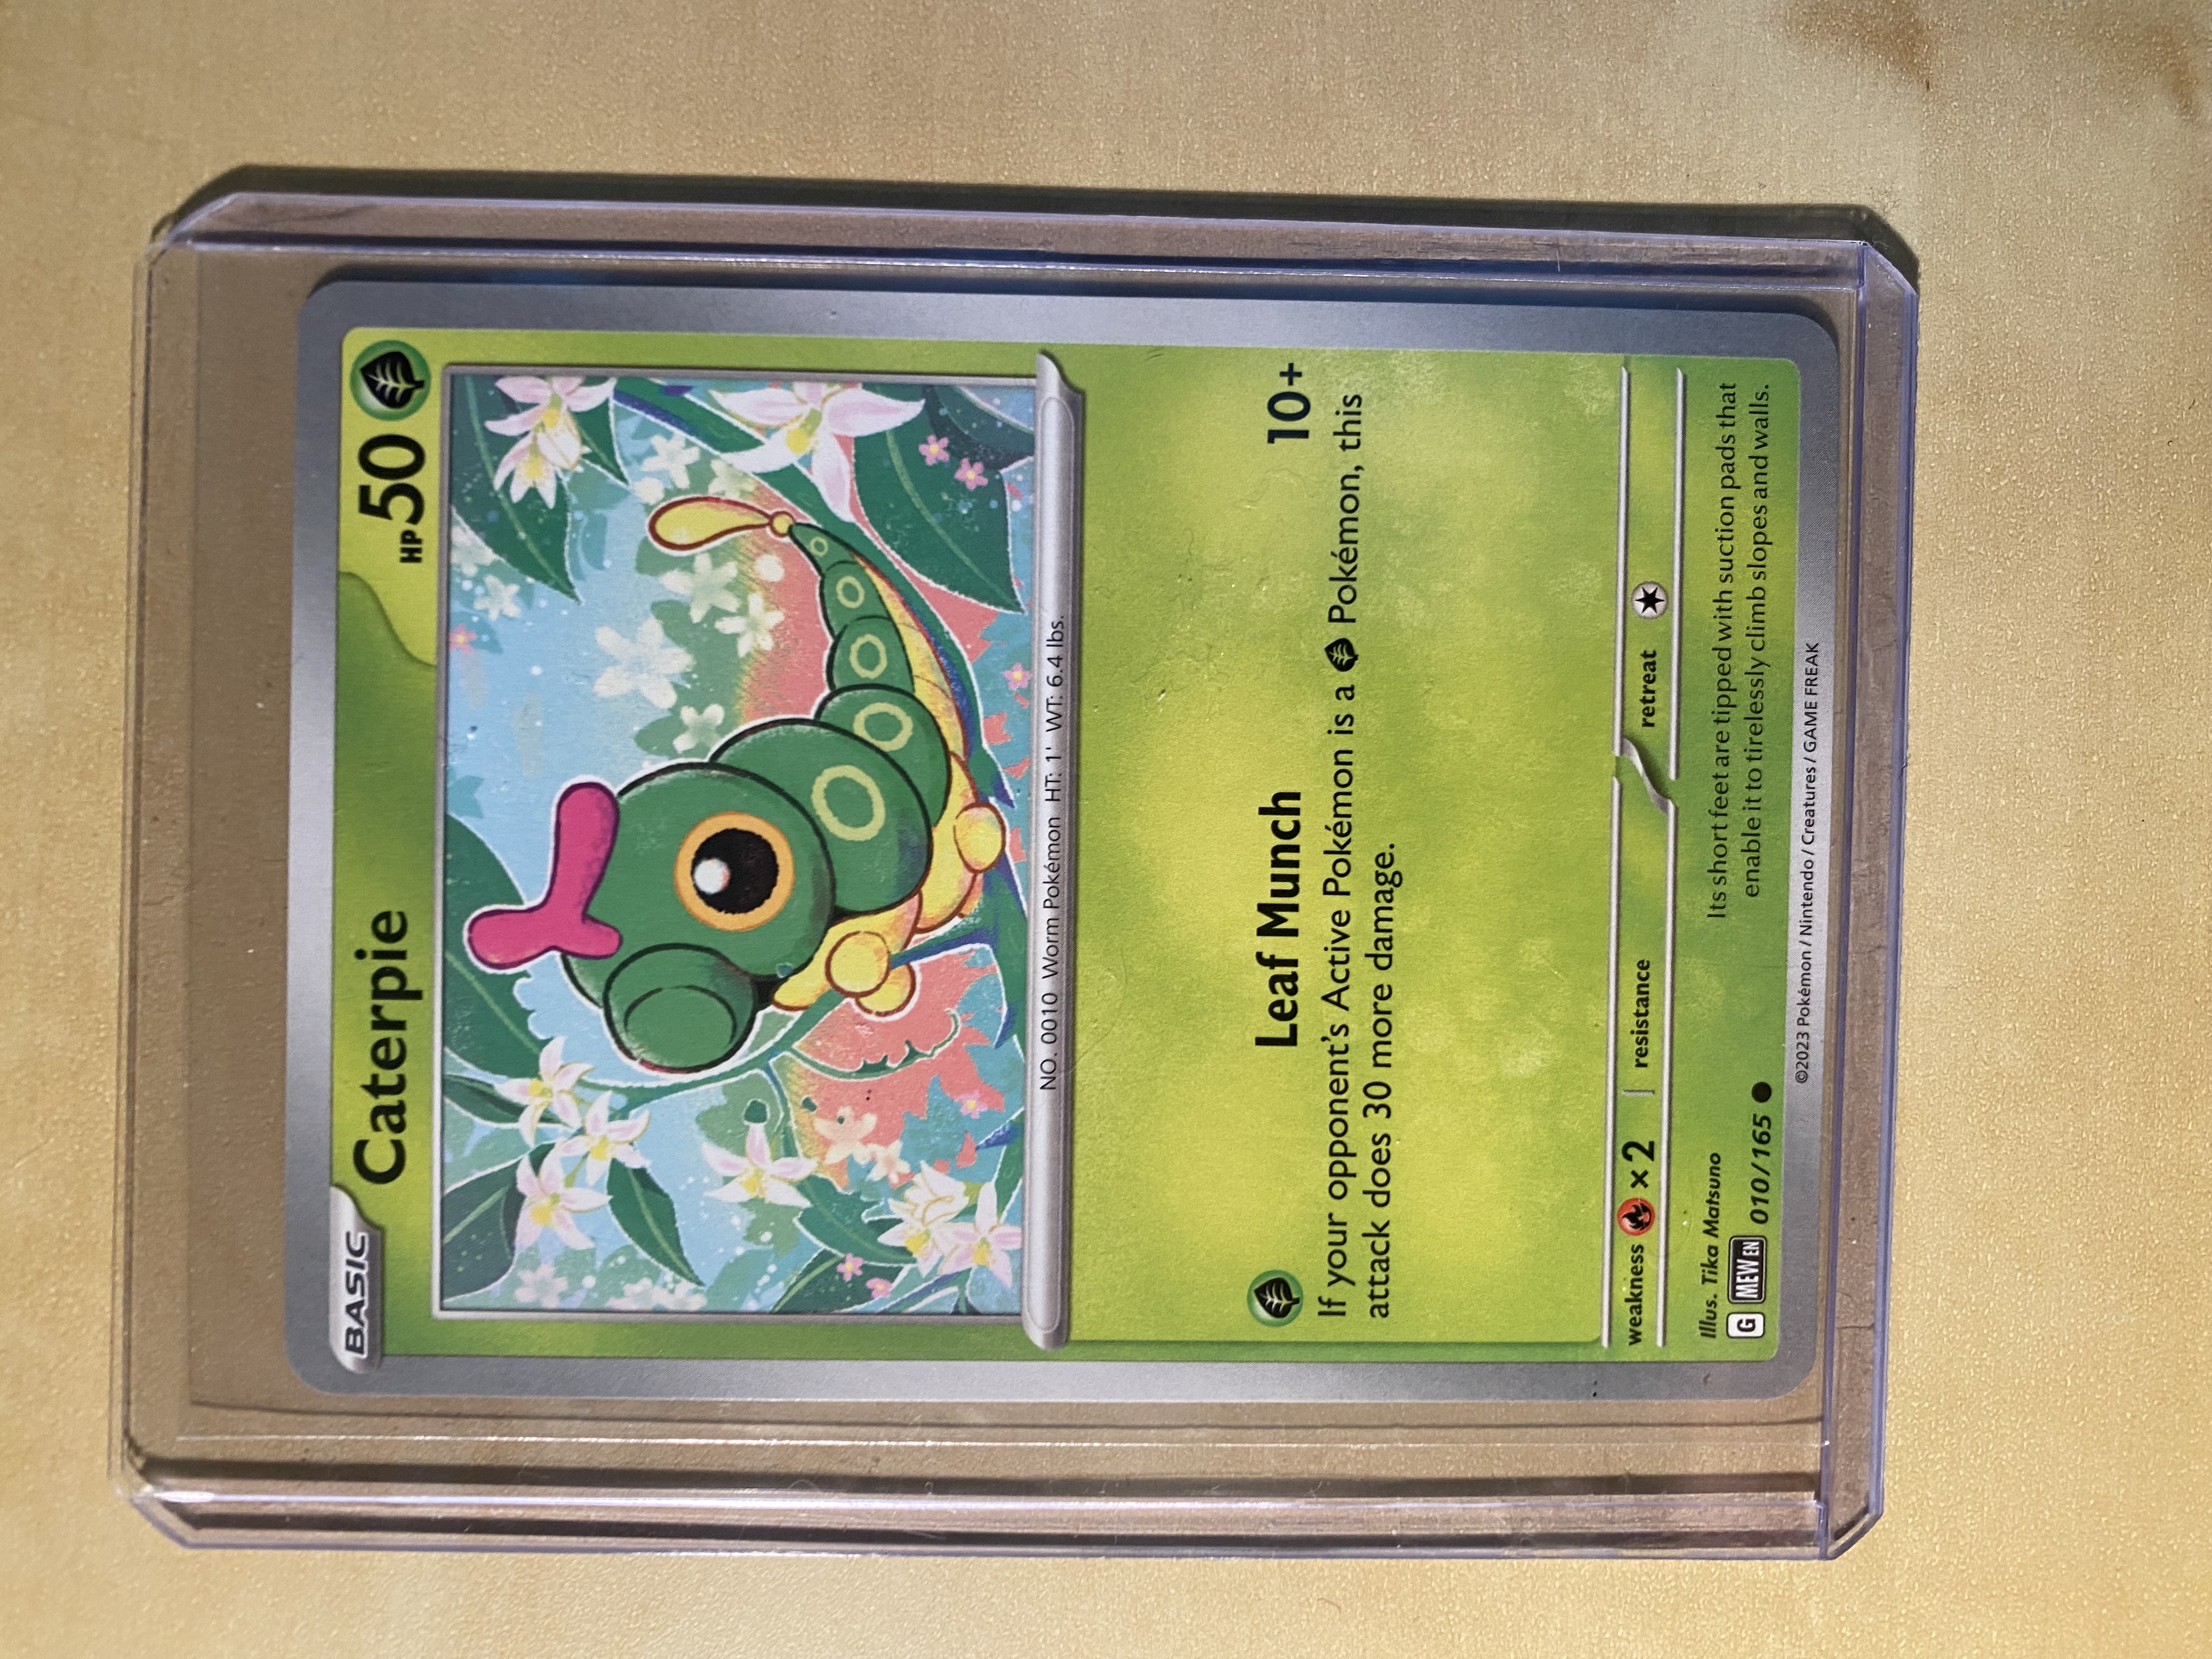 BASIC
Caterpie
HP 50
NO. 0010 Worm Pokémon HT: 1' WT: 6.4 lbs.
Leaf Munch 10+
If your opponent's Active Pokémon is a Pokémon, this
attack does 30 more damage.
weakness ×2 resistance retreat
Illus. Tika Matsuno
G MEW EN 010/165
Its short feet are tipped with suction pads that
enable it to tirelessly climb slopes and walls.
©2023 Pokémon / Nintendo / Creatures / GAME FREAK